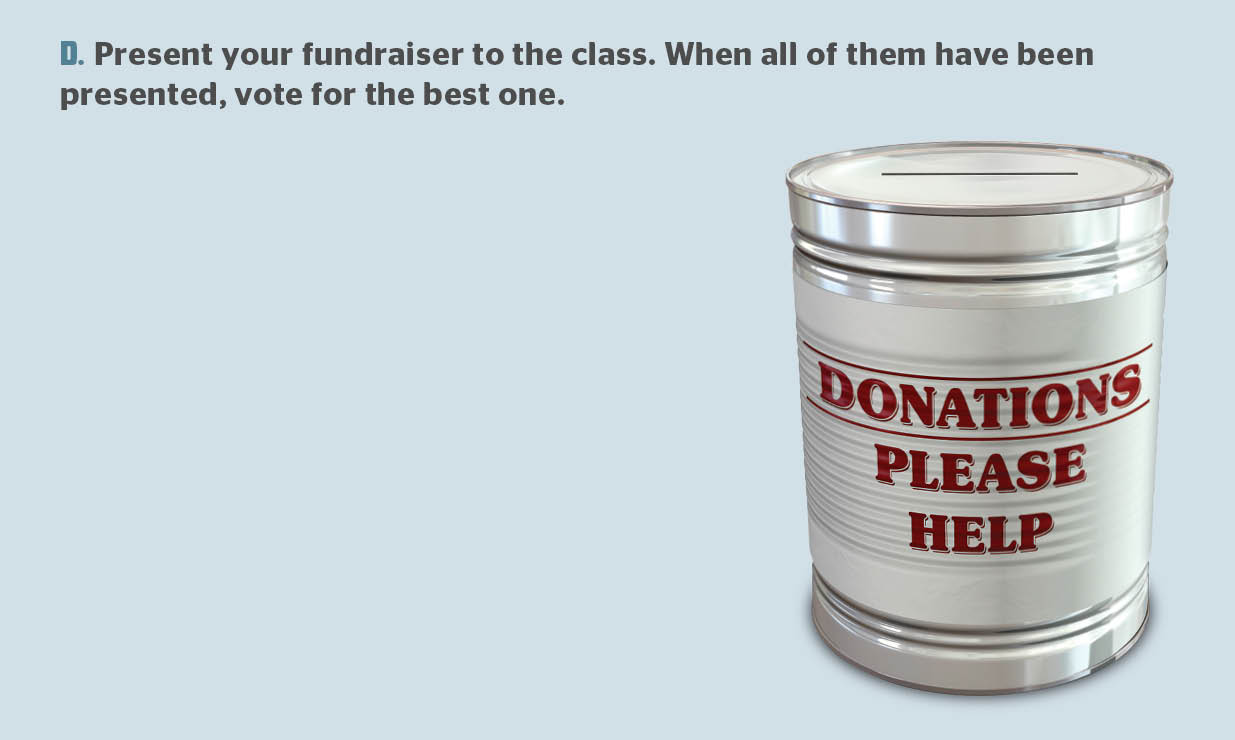 D. Present your fundraiser to the class. When all of them have been
presented, vote for the best one.
DONATIONS
PLEASE
HELP